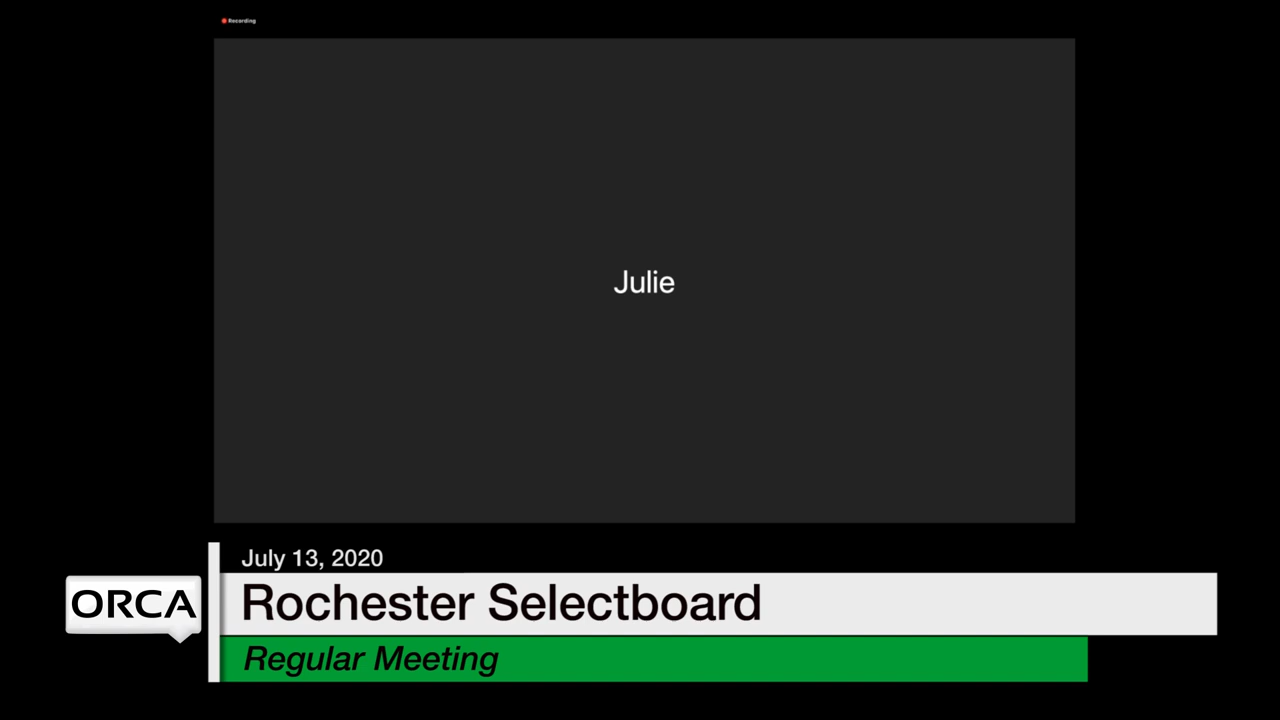 Recording
Julie
July 13, 2020
ORCA
Rochester Selectboard
Regular Meeting